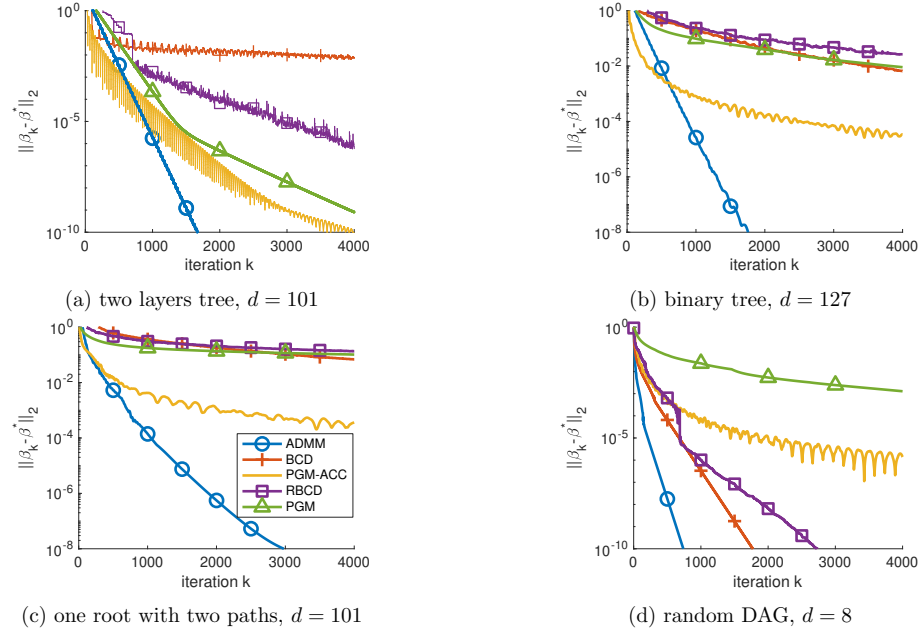 10^0
10^-5
10^-10
||β_k-β^*||_2
0 1000 2000 3000 4000
iteration k
(a) two layers tree, d = 101
10^0
10^-2
10^-4
10^-6
10^-8
||β_k-β^*||_2
0 1000 2000 3000 4000
iteration k
(b) binary tree, d = 127
10^0
10^-2
10^-4
10^-6
10^-8
||β_k-β^*||_2
ADMM
BCD
PGM-ACC
RBCD
PGM
0 1000 2000 3000 4000
iteration k
(c) one root with two paths, d = 101
10^0
10^-5
10^-10
||β_k-β^*||_2
0 1000 2000 3000 4000
iteration k
(d) random DAG, d = 8